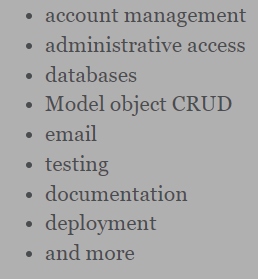 • account management
• administrative access
• databases
• Model object CRUD
• email
• testing
• documentation
• deployment
• and more